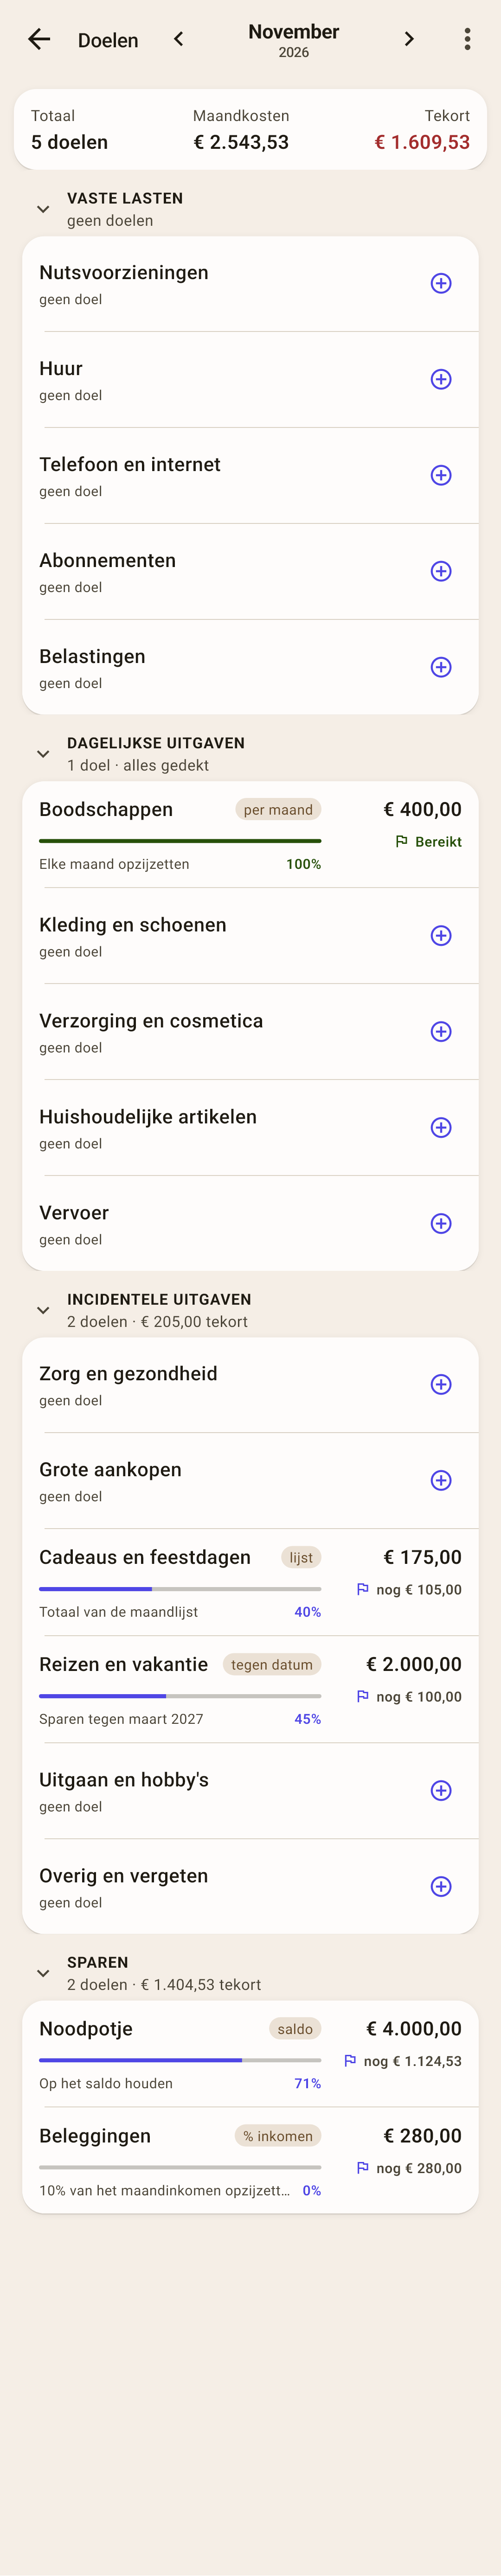 Doelen
November
2026
Totaal Maandkosten Tekort
5 doelen € 2.543,53 € 1.609,53
VASTE LASTEN
geen doelen
Nutsvoorzieningen
geen doel
Huur
geen doel
Telefoon en internet
geen doel
Abonnementen
geen doel
Belastingen
geen doel
DAGELIJKSE UITGAVEN
1 doel · alles gedekt
Boodschappen per maand € 400,00
Bereikt
Elke maand opzijzetten 100%
Kleding en schoenen
geen doel
Verzorging en cosmetica
geen doel
Huishoudelijke artikelen
geen doel
Vervoer
geen doel
INCIDENTELE UITGAVEN
2 doelen · € 205,00 tekort
Zorg en gezondheid
geen doel
Grote aankopen
geen doel
Cadeaus en feestdagen lijst € 175,00
nog € 105,00
Totaal van de maandlijst 40%
Reizen en vakantie tegen datum € 2.000,00
nog € 100,00
Sparen tegen maart 2027 45%
Uitgaan en hobby's
geen doel
Overig en vergeten
geen doel
SPAREN
2 doelen · € 1.404,53 tekort
Noodpotje saldo € 4.000,00
nog € 1.124,53
Op het saldo houden 71%
Beleggingen % inkomen € 280,00
nog € 280,00
10% van het maandinkomen opzijzett... 0%